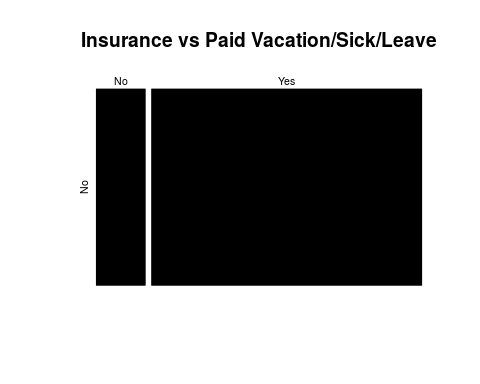 Insurance vs Paid Vacation/Sick/Leave
No Yes
No